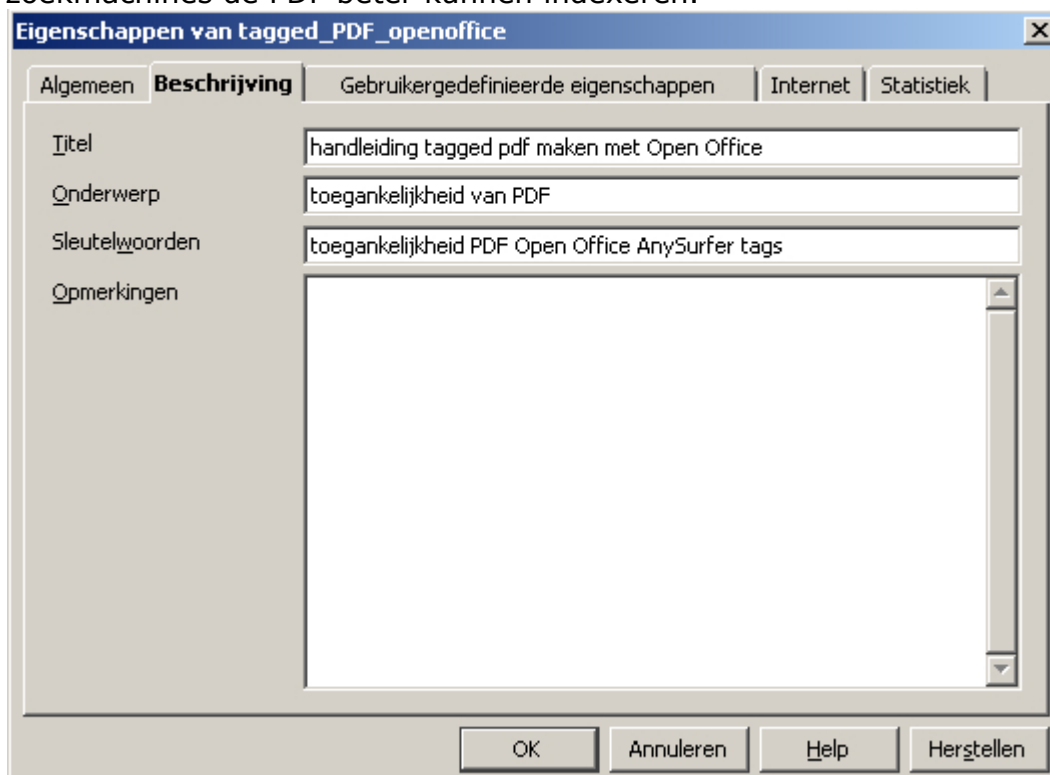 zoekmachines de PDF beter kunnen indexeren.
Eigenschappen van tagged_PDF_openoffice
Algemeen Beschrijving Gebruikergedefinieerde eigenschappen Internet Statistiek
Titel handleiding tagged pdf maken met Open Office
Onderwerp toegankelijkheid van PDF
Sleutelwoorden toegankelijkheid PDF Open Office AnySurfer tags
Opmerkingen
OK Annuleren Help Herstellen